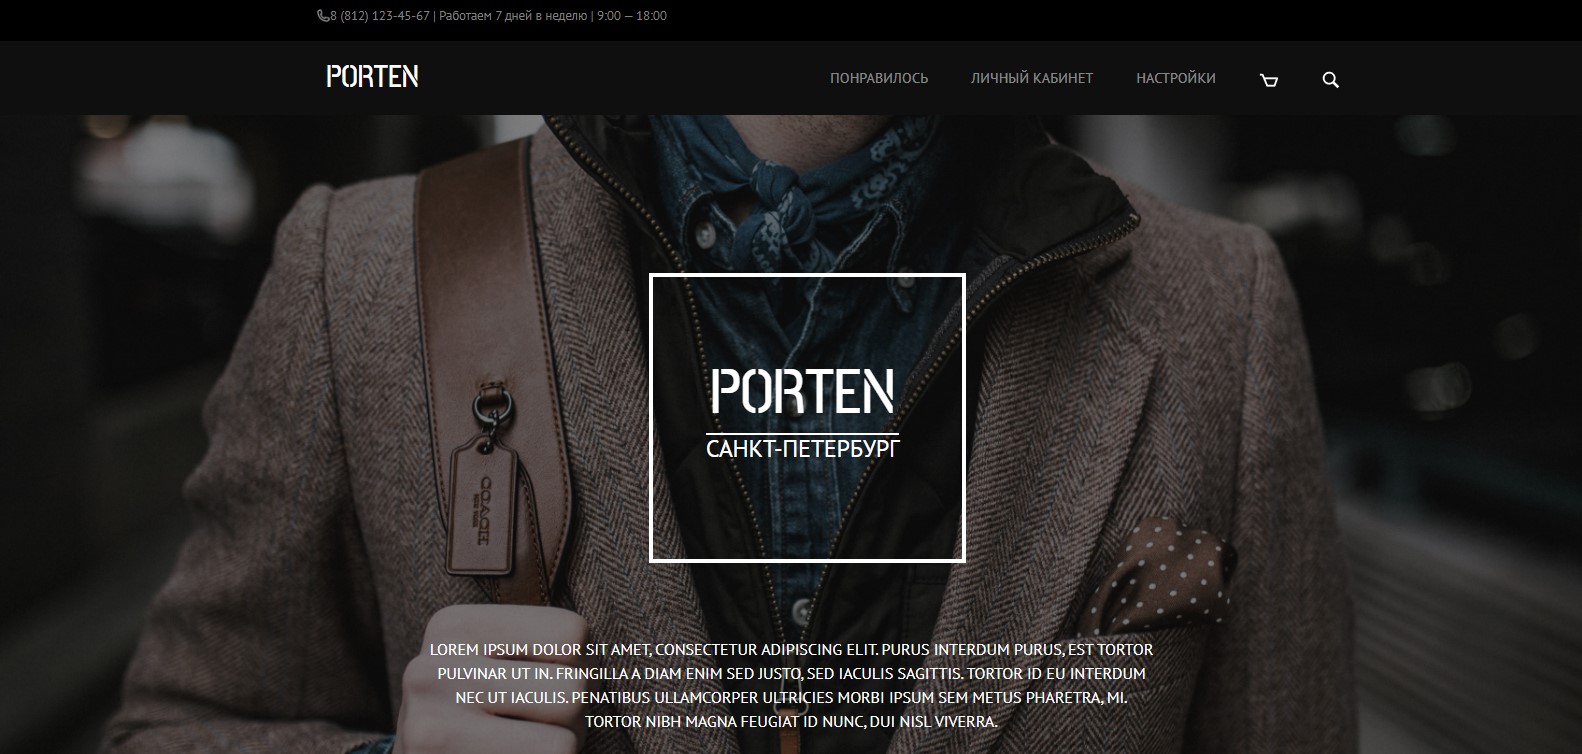 8 (812) 123-45-67 | Работаем 7 дней в неделю | 9:00 — 18:00
PORTEN
ПОНРАВИЛОСЬ ЛИЧНЫЙ КАБИНЕТ НАСТРОЙКИ
PORTEN
САНКТ-ПЕТЕРБУРГ
COACH
LOREM IPSUM DOLOR SIT AMET, CONSECTETUR ADIPISCING ELIT. PURUS INTERDUM PURUS, EST TORTOR
PULVINAR UT IN. FRINGILLA A DIAM ENIM SED JUSTO, SED IACULIS SAGITTIS. TORTOR ID EU INTERDUM
NEC UT IACULIS. PENATIBUS ULLAMCORPER ULTRICIES MORBI IPSUM SEM METUS PHARETRA, MI.
TORTOR NIBH MAGNA FEUGIAT ID NUNC, DUI NISL VIVERRA.